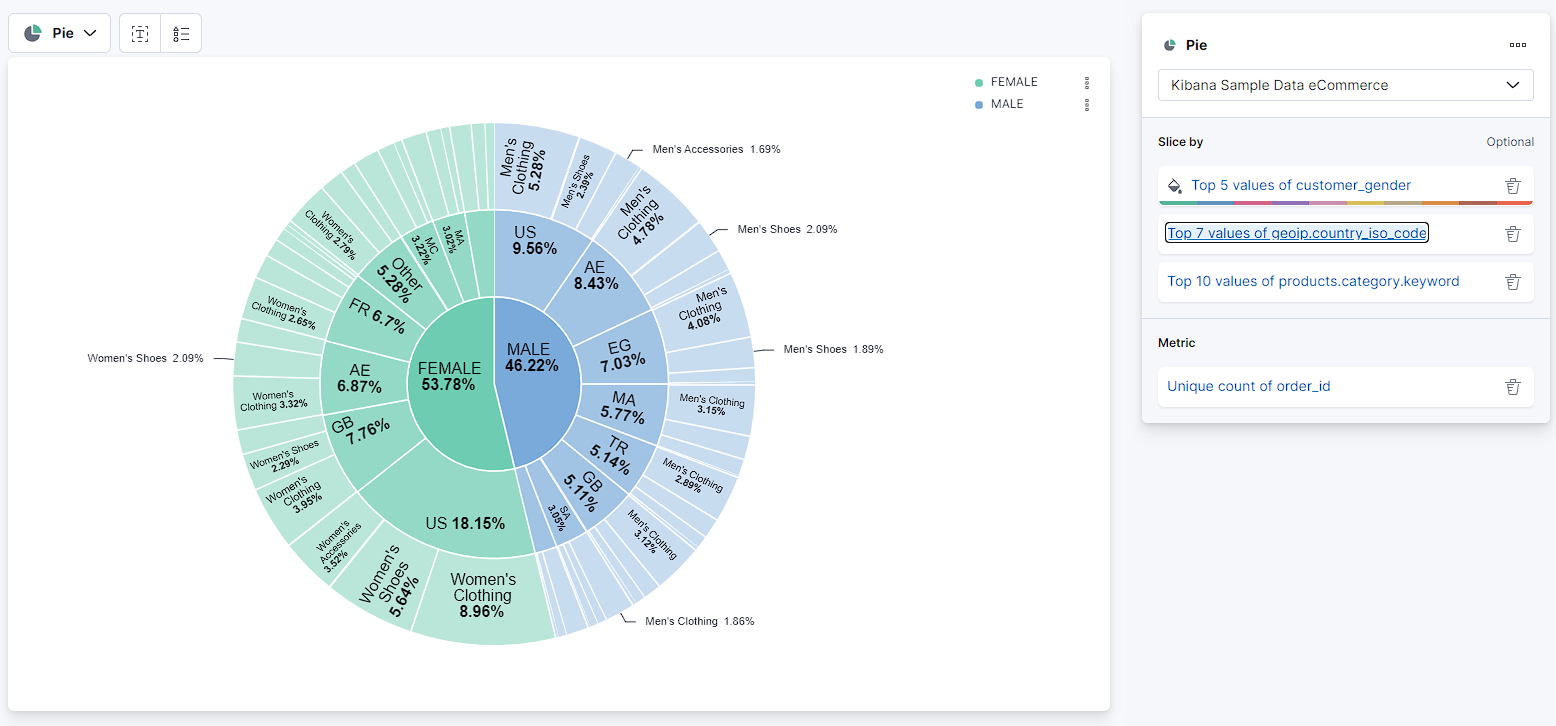 Pie
FEMALE
MALE
Men's
Clothing
5.28%
Men's Shoes
2.39%
Men's Accessories 1.69%
Men's
Clothing
4.78%
Men's Shoes 2.09%
Men's
Clothing
4.08%
Men's Shoes 1.89%
Men's Clothing
3.15%
Men's Clothing
2.89%
Men's Clothing
3.12%
Men's Clothing 1.86%
US
9.56%
AE
8.43%
EG
7.03%
MA
5.77%
TR
5.14%
GB
5.11%
SA
3.05%
MALE
46.22%
FEMALE
53.78%
US 18.15%
GB
7.76%
AE
6.87%
FR 6.7%
Other
5.28%
MC
3.22%
MA
3.02%
Women's
Clothing
8.96%
Women's
Shoes
5.64%
Women's
Accessories
3.52%
Women's
Clothing
3.95%
Women's Shoes
2.29%
Women's
Clothing 3.32%
Women's Shoes 2.09%
Women's
Clothing 2.65%
Women's
Clothing 2.79%
Pie
Kibana Sample Data eCommerce
Slice by Optional
Top 5 values of customer_gender
Top 7 values of geoip.country_iso_code
Top 10 values of products.category.keyword
Metric
Unique count of order_id